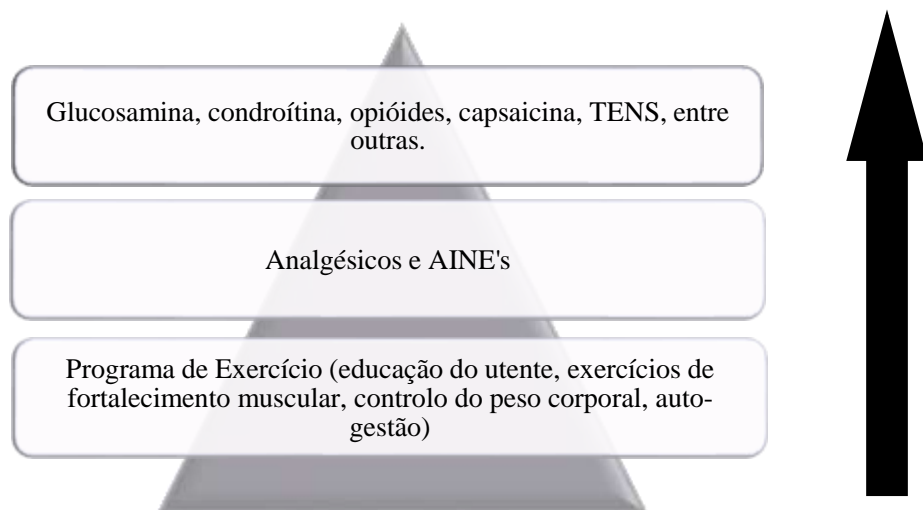 Glucosamina, condroítina, opióides, capsaicina, TENS, entre
outras.
Analgésicos e AINE's
Programa de Exercício (educação do utente, exercícios de
fortalecimento muscular, controlo do peso corporal, auto-
gestão)